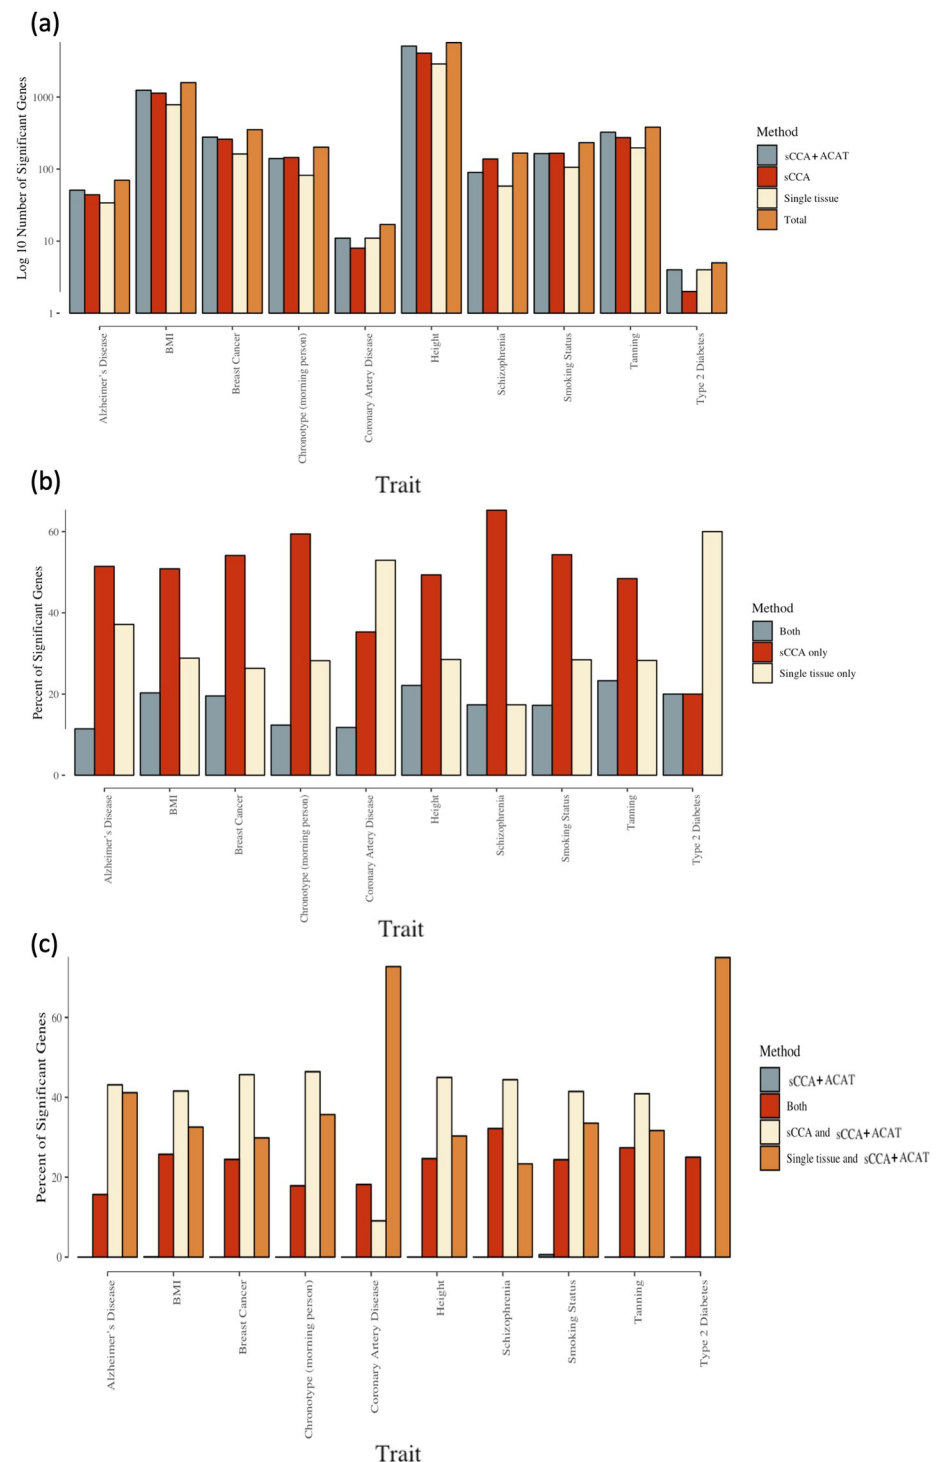 (a)
Log 10 Number of Significant Genes
1000
100
10
1
Alzheimer's Disease
BMI
Breast Cancer
Chronotype (morning person)
Coronary Artery Disease
Height
Schizophrenia
Smoking Status
Tanning
Type 2 Diabetes
Trait
Method
sCCA+ACAT
sCCA
Single tissue
Total
(b)
Percent of Significant Genes
60
40
20
0
Alzheimer's Disease
BMI
Breast Cancer
Chronotype (morning person)
Coronary Artery Disease
Height
Schizophrenia
Smoking Status
Tanning
Type 2 Diabetes
Trait
Method
Both
sCCA only
Single tissue only
(c)
Percent of Significant Genes
60
40
20
0
Alzheimer's Disease
BMI
Breast Cancer
Chronotype (morning person)
Coronary Artery Disease
Height
Schizophrenia
Smoking Status
Tanning
Type 2 Diabetes
Trait
Method
sCCA+ACAT
Both
sCCA and sCCA+ACAT
Single tissue and sCCA+ACAT